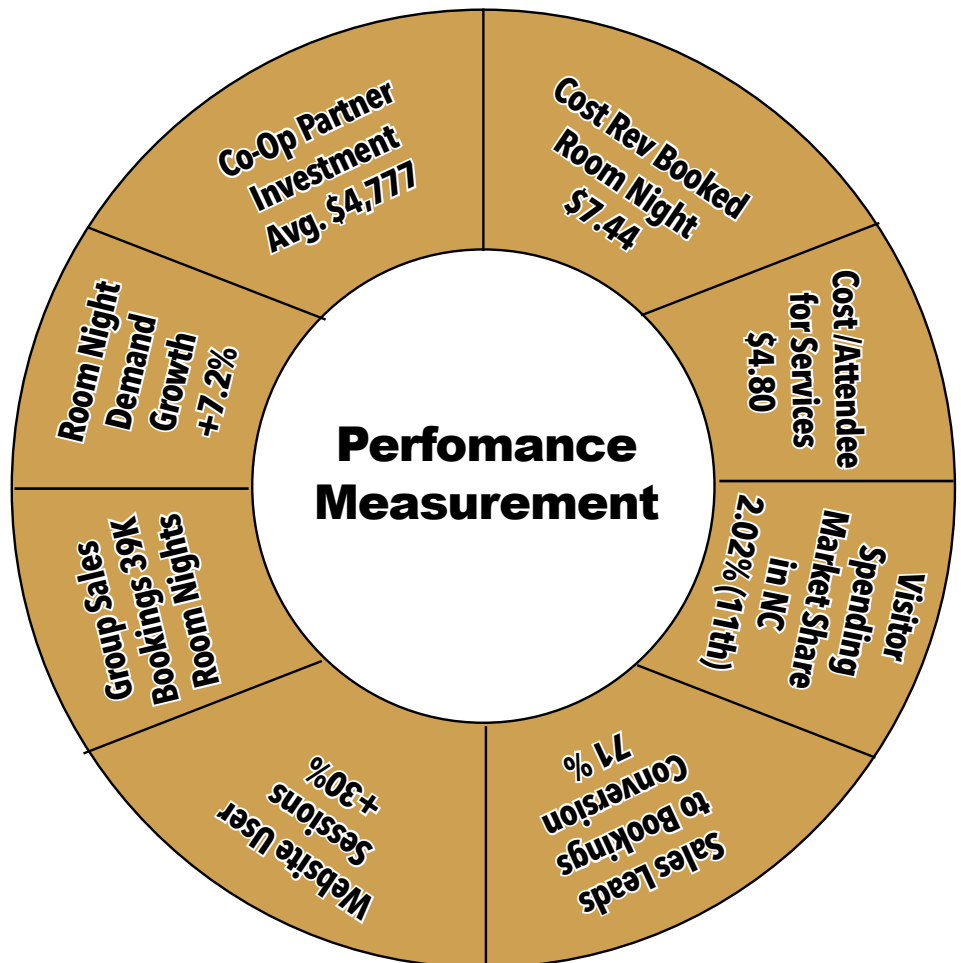 Perfomance
Measurement
Cost Rev Booked
Room Night
$7.44
Cost /Attendee
for Services
$4.80
Visitor
Spending
Market Share
in NC
2.02% (11th)
Sales Leads
to Bookings
Conversion
71 %
Website User
Sessions
+30%
Group Sales
Bookings 39K
Room Nights
Room Night
Demand
Growth
+7.2%
Co-Op Partner
Investment
Avg. $4,777